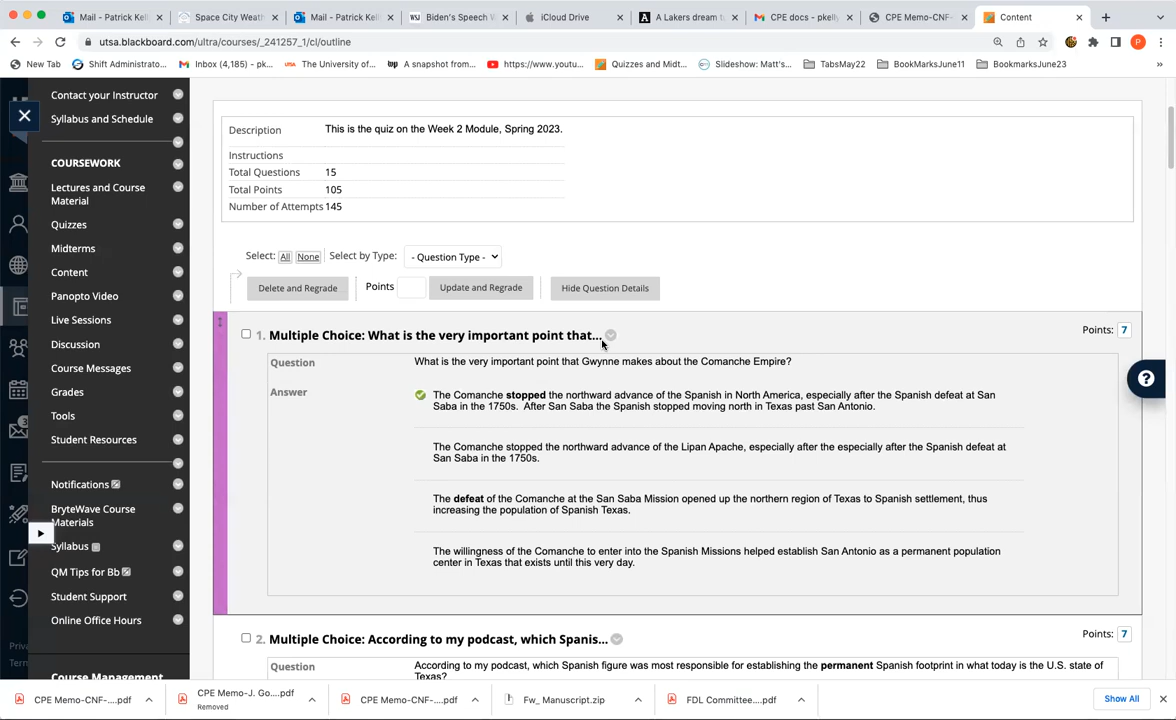 Mail - Patrick Kell
Space City Weath
Mail - Patrick Kell
WSJ Biden's Speech W
iCloud Drive
A A Lakers dream t
CPE docs - pkelly
CPE Memo-CNF-
Content
utsa.blackboard.com/ultra/courses/_241257_1/cl/outline
New Tab
Shift Administrato...
Inbox (4,185) - pk...
UTSA The University of...
wp A snapshot from...
https://www.youtu...
Quizzes and Midt...
Slideshow: Matt's...
TabsMay22
BookMarksJune11
BookmarksJune23
»
Contact your Instructor
Syllabus and Schedule
COURSEWORK
Lectures and Course
Material
Quizzes
Midterms
Content
Panopto Video
Live Sessions
Discussion
Course Messages
Grades
Tools
Student Resources
Notifications
BryteWave Course
Materials
Syllabus
QM Tips for Bb
Student Support
Online Office Hours
Course Management
Priva
Term
Description This is the quiz on the Week 2 Module, Spring 2023.
Instructions
Total Questions 15
Total Points 105
Number of Attempts 145
Select: All None Select by Type: - Question Type -
Delete and Regrade Points Update and Regrade Hide Question Details
1. Multiple Choice: What is the very important point that... Points: 7
Question What is the very important point that Gwynne makes about the Comanche Empire?
Answer The Comanche stopped the northward advance of the Spanish in North America, especially after the Spanish defeat at San
Saba in the 1750s. After San Saba the Spanish stopped moving north in Texas past San Antonio.
The Comanche stopped the northward advance of the Lipan Apache, especially after the especially after the Spanish defeat at
San Saba in the 1750s.
The defeat of the Comanche at the San Saba Mission opened up the northern region of Texas to Spanish settlement, thus
increasing the population of Spanish Texas.
The willingness of the Comanche to enter into the Spanish Missions helped establish San Antonio as a permanent population
center in Texas that exists until this very day.
2. Multiple Choice: According to my podcast, which Spanis... Points: 7
Question According to my podcast, which Spanish figure was most responsible for establishing the permanent Spanish footprint in what today is the U.S. state of
Texas?
CPE Memo-CNF-....pdf
CPE Memo-J. Go....pdf
Removed
CPE Memo-CNF-....pdf
Fw_ Manuscript.zip
FDL Committee....pdf
Show All